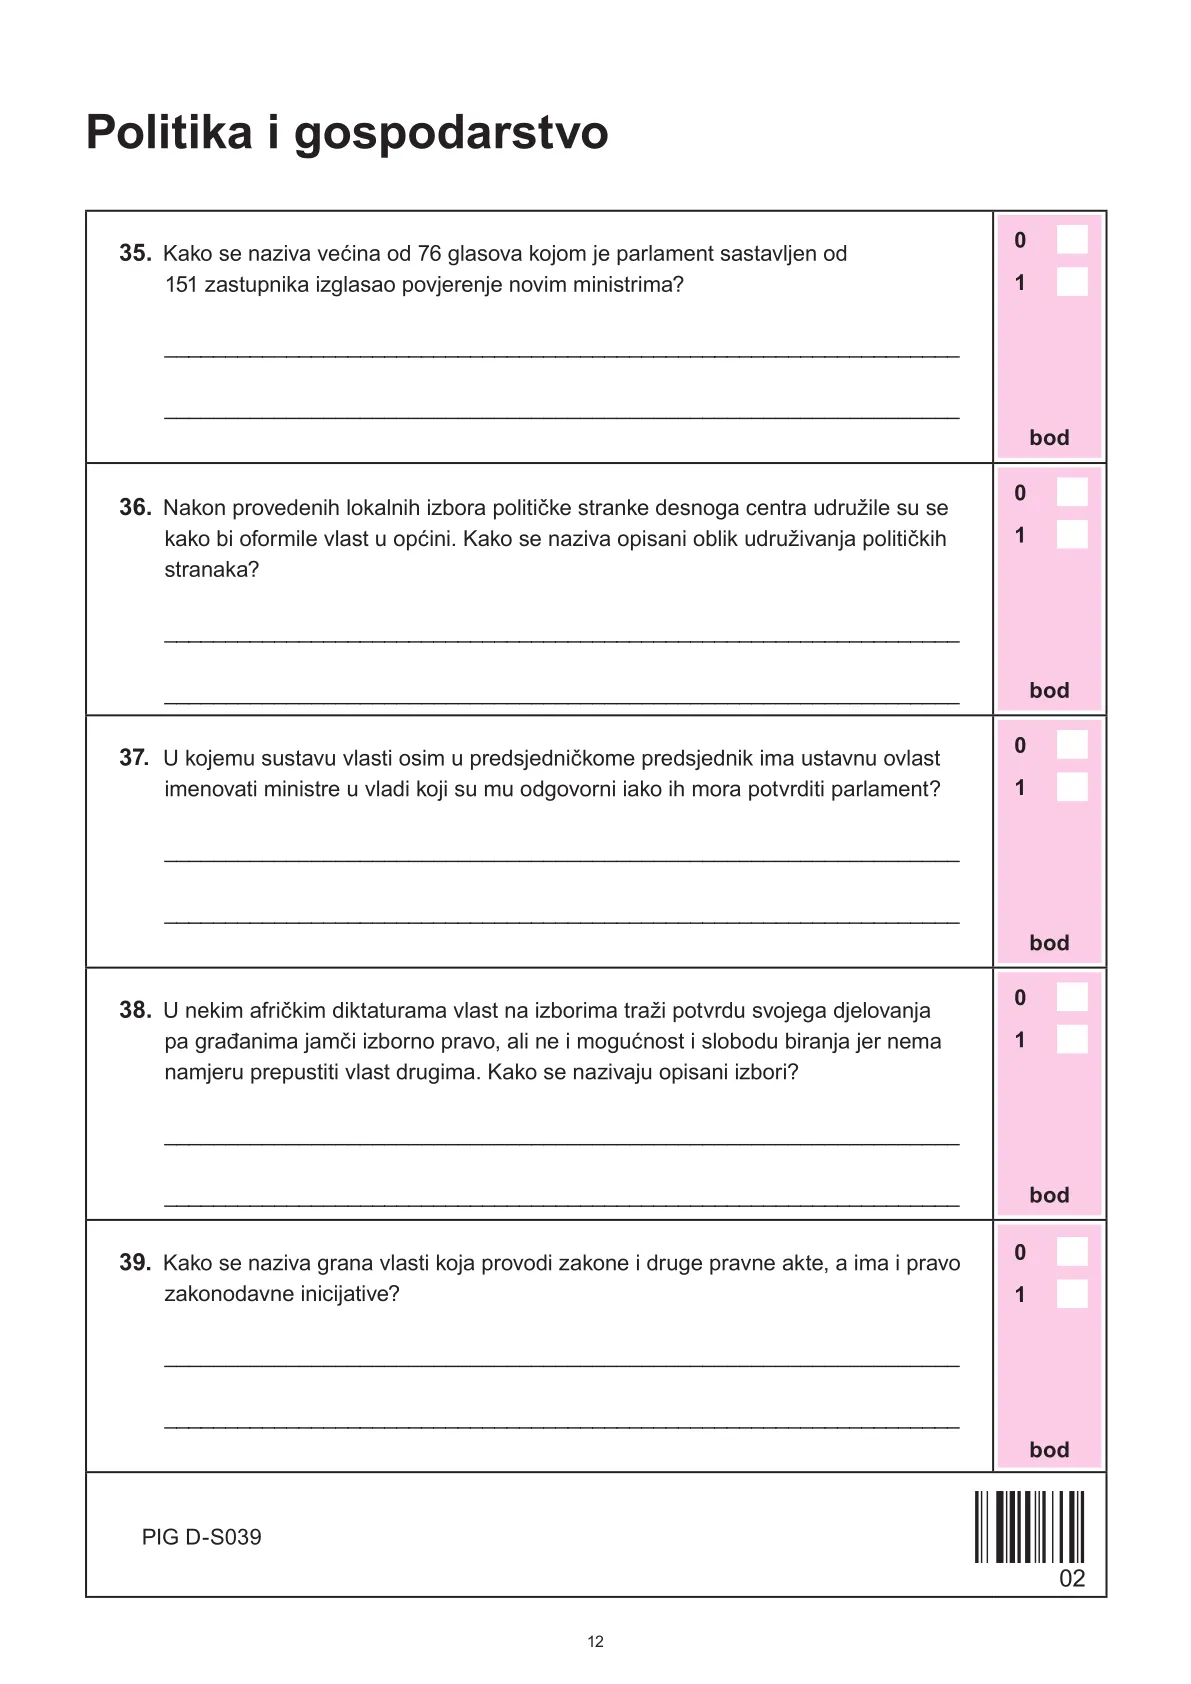 Politika i gospodarstvo
35. Kako se naziva većina od 76 glasova kojom je parlament sastavljen od
151 zastupnika izglasao povjerenje novim ministrima?
0
1
bod
36. Nakon provedenih lokalnih izbora političke stranke desnoga centra udružile su se
kako bi oformile vlast u općini. Kako se naziva opisani oblik udruživanja političkih
stranaka?
0
1
bod
37. U kojemu sustavu vlasti osim u predsjedničkome predsjednik ima ustavnu ovlast
imenovati ministre u vladi koji su mu odgovorni iako ih mora potvrditi parlament?
0
1
bod
38. U nekim afričkim diktaturama vlast na izborima traži potvrdu svojega djelovanja
pa građanima jamči izborno pravo, ali ne i mogućnost i slobodu biranja jer nema
namjeru prepustiti vlast drugima. Kako se nazivaju opisani izbori?
0
1
bod
39. Kako se naziva grana vlasti koja provodi zakone i druge pravne akte, a ima i pravo
zakonodavne inicijative?
0
1
bod
PIG D-S039
02
12